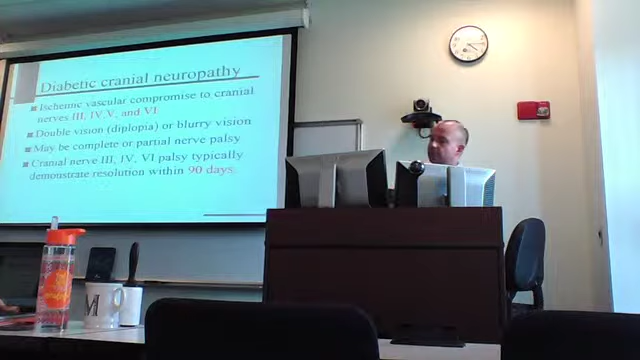 Diabetic cranial neuropathy
Ischemic vascular compromise to cranial
nerves III, IV,V, and VI
Double vision (diplopia) or blurry vision
May be complete or partial nerve palsy
Cranial nerve III, IV, VI palsy typically
demonstrate resolution within 90 days.
M